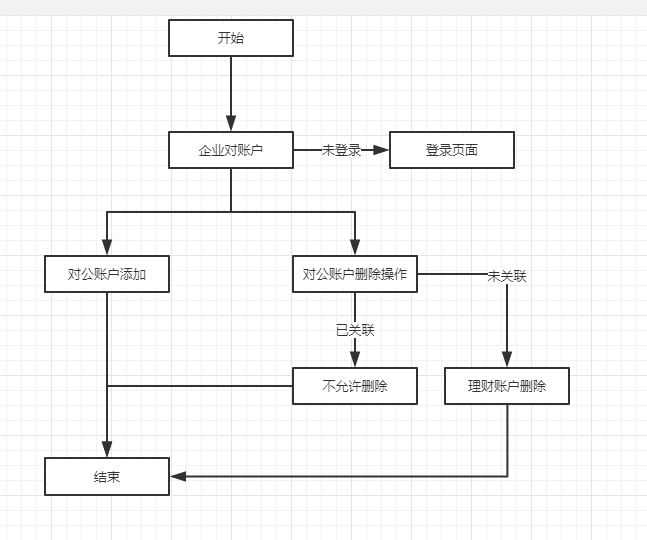 开始
企业对账户
未登录
登录页面
对公账户添加
对公账户删除操作
未关联
已关联
不允许删除
理财账户删除
结束